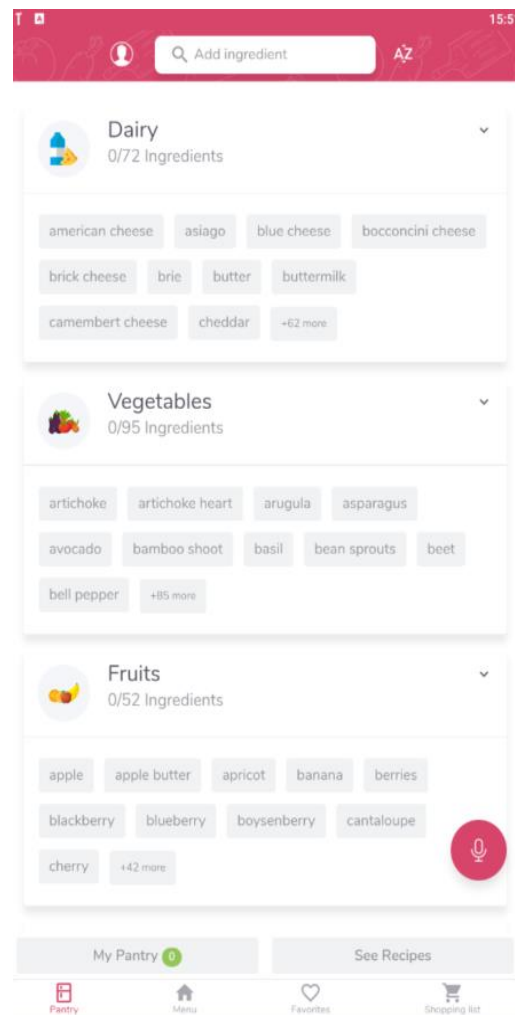 15:5
Add ingredient
AZ
Dairy
0/72 Ingredients
american cheese asiago blue cheese bocconcini cheese
brick cheese brie butter buttermilk
camembert cheese cheddar +62 more
Vegetables
0/95 Ingredients
artichoke artichoke heart arugula asparagus
avocado bamboo shoot basil bean sprouts beet
bell pepper +85 more
Fruits
0/52 Ingredients
apple apple butter apricot banana berries
blackberry blueberry boysenberry cantaloupe
cherry +42 more
My Pantry 0 See Recipes
Pantry Menu Favorites Shopping list